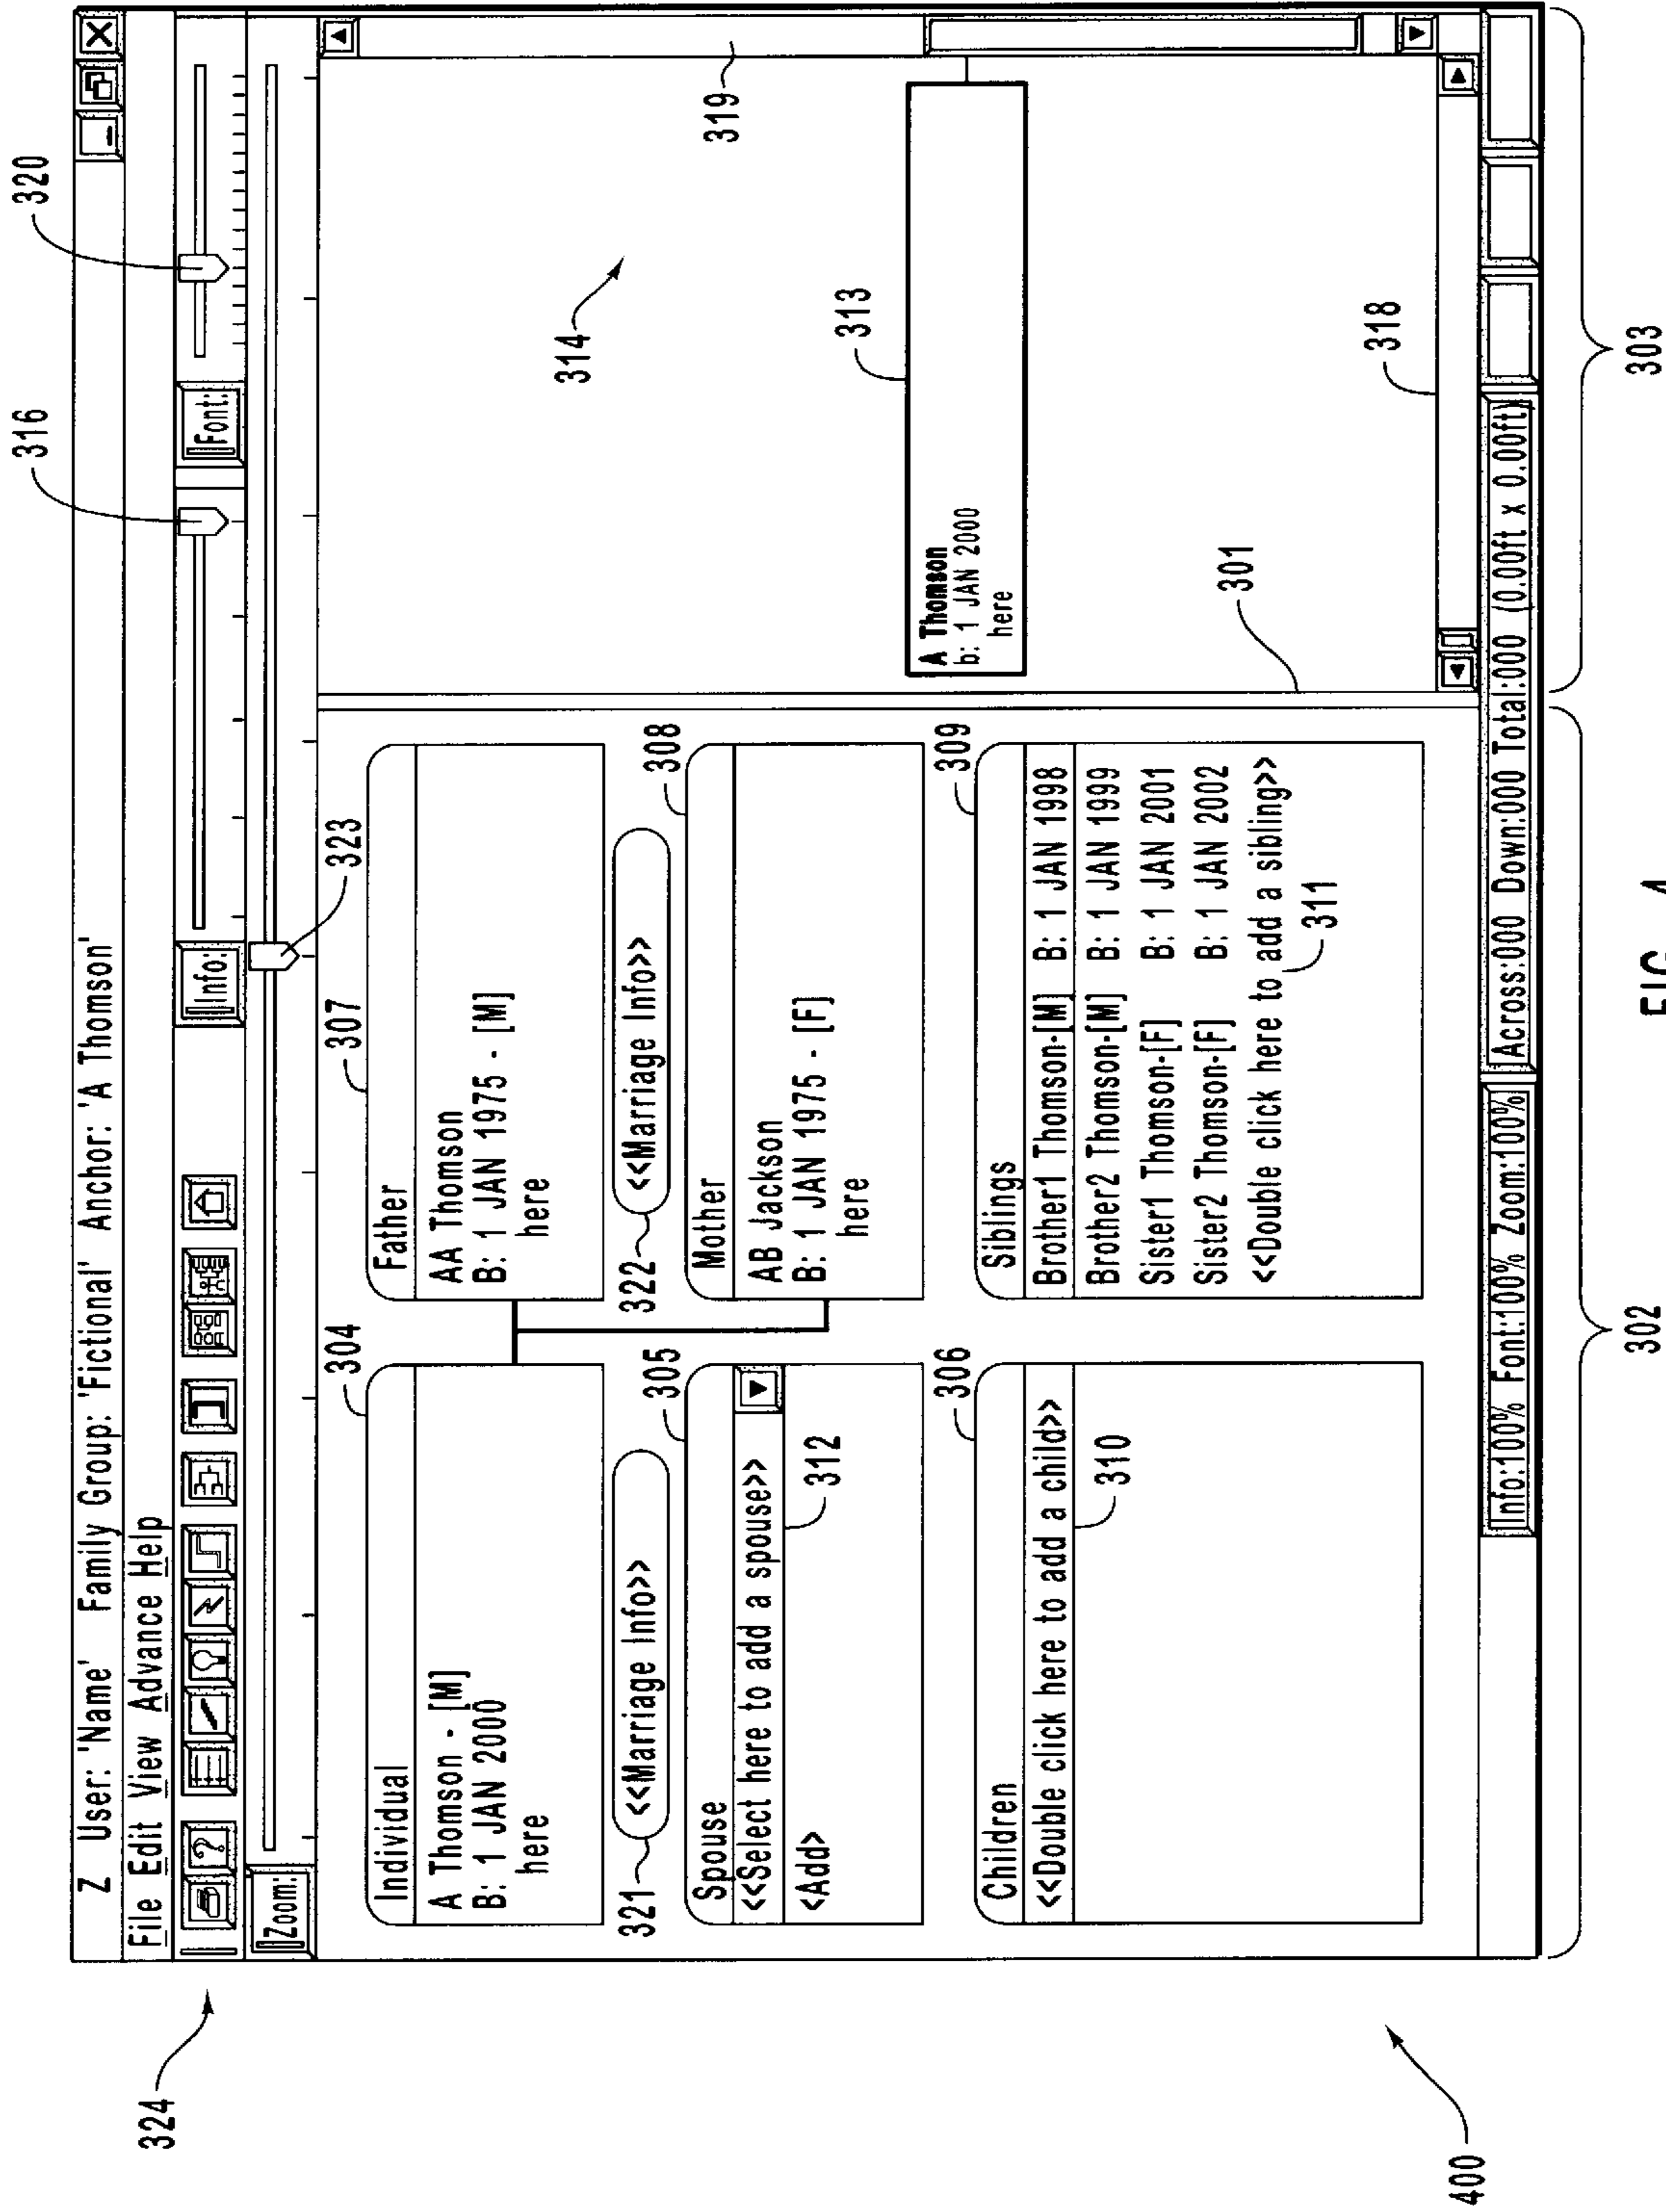 320
316
324
Z User: 'Name' Family Group: 'Fictional' Anchor: 'A Thomson'
File Edit View Advance Help
?
Info:
Font:
Zoom:
323
304
307
Individual
A Thomson - [M]
B: 1 JAN 2000
here
Father
AA Thomson
B: 1 JAN 1975 - [M]
here
321
<<Marriage Info>>
322
<<Marriage Info>>
305
308
Spouse
<<Select here to add a spouse>>
<Add>
312
Mother
AB Jackson
B: 1 JAN 1975 - [F]
here
306
309
Children
<<Double click here to add a child>>
310
Siblings
Brother1 Thomson-[M] B: 1 JAN 1998
Brother2 Thomson-[M] B: 1 JAN 1999
Sister1 Thomson-[F] B: 1 JAN 2001
Sister2 Thomson-[F] B: 1 JAN 2002
<<Double click here to add a sibling>>
311
314
319
313
A Thomson
b: 1 JAN 2000
here
301
318
Info:100% Font:100% Zoom:100%
Across:000 Down:000 Total:000 (0.00ft x 0.00ft)
302
303
400
FIG. 4